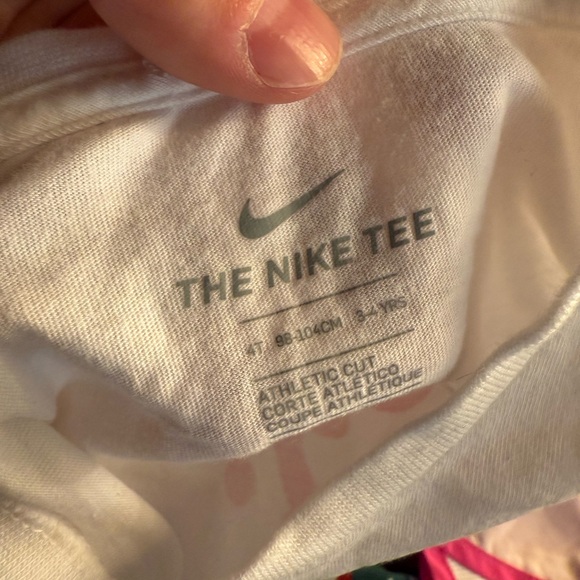 THE NIKE TEE
4T 98-104CM 3-4 YRS
ATHLETIC CUT
CORTE ATLÉTICO
COUPE ATHLÉTIQUE